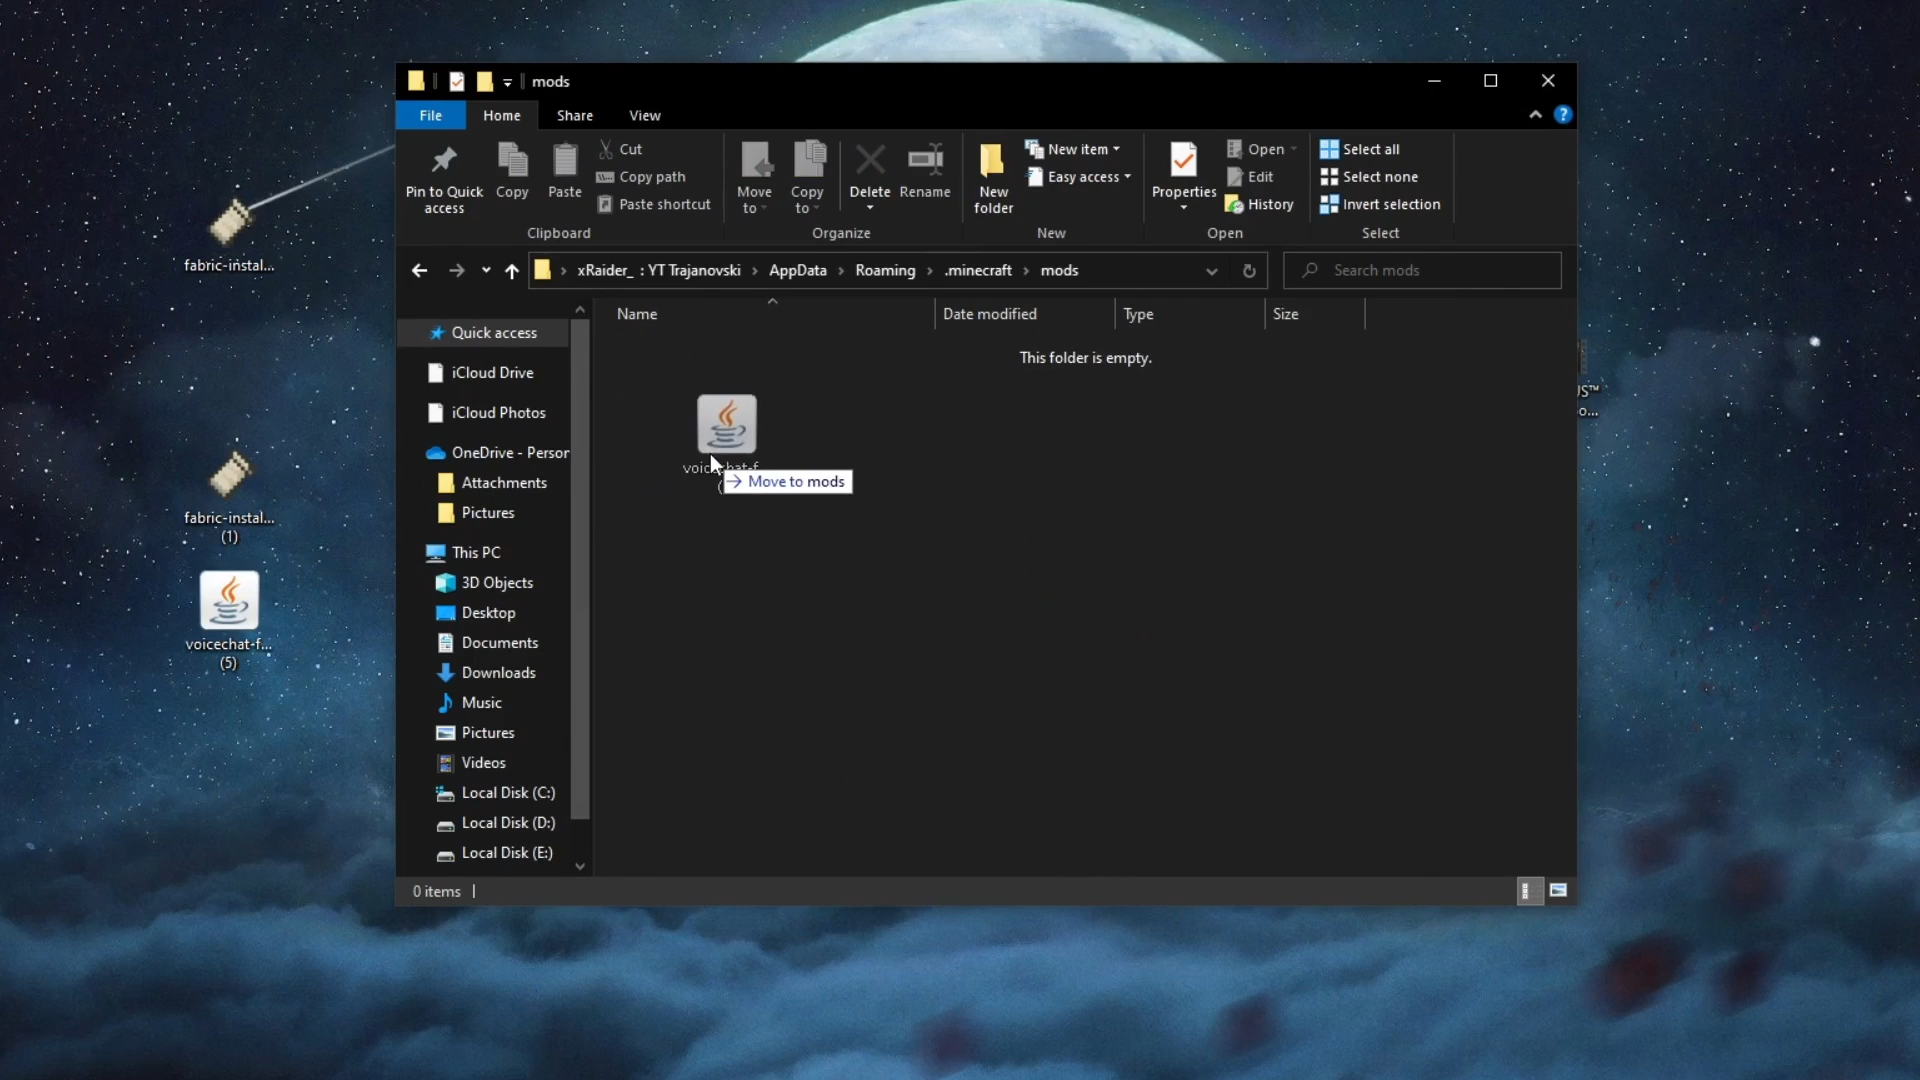 mods
File Home Share View
Pin to Quick access
Copy
Paste
Cut
Copy path
Paste shortcut
Clipboard
Move to
Copy to
Delete
Rename
Organize
New folder
New item
Easy access
New
Properties
Open
Edit
History
Open
Select all
Select none
Invert selection
Select
xRaider_ : YT Trajanovski › AppData › Roaming › .minecraft › mods
Search mods
Name
Date modified
Type
Size
This folder is empty.
Quick access
iCloud Drive
iCloud Photos
OneDrive - Person
Attachments
Pictures
This PC
3D Objects
Desktop
Documents
Downloads
Music
Pictures
Videos
Local Disk (C:)
Local Disk (D:)
Local Disk (E:)
Move to mods
0 items
fabric-instal...
fabric-instal...
(1)
voicechat-f...
(5)